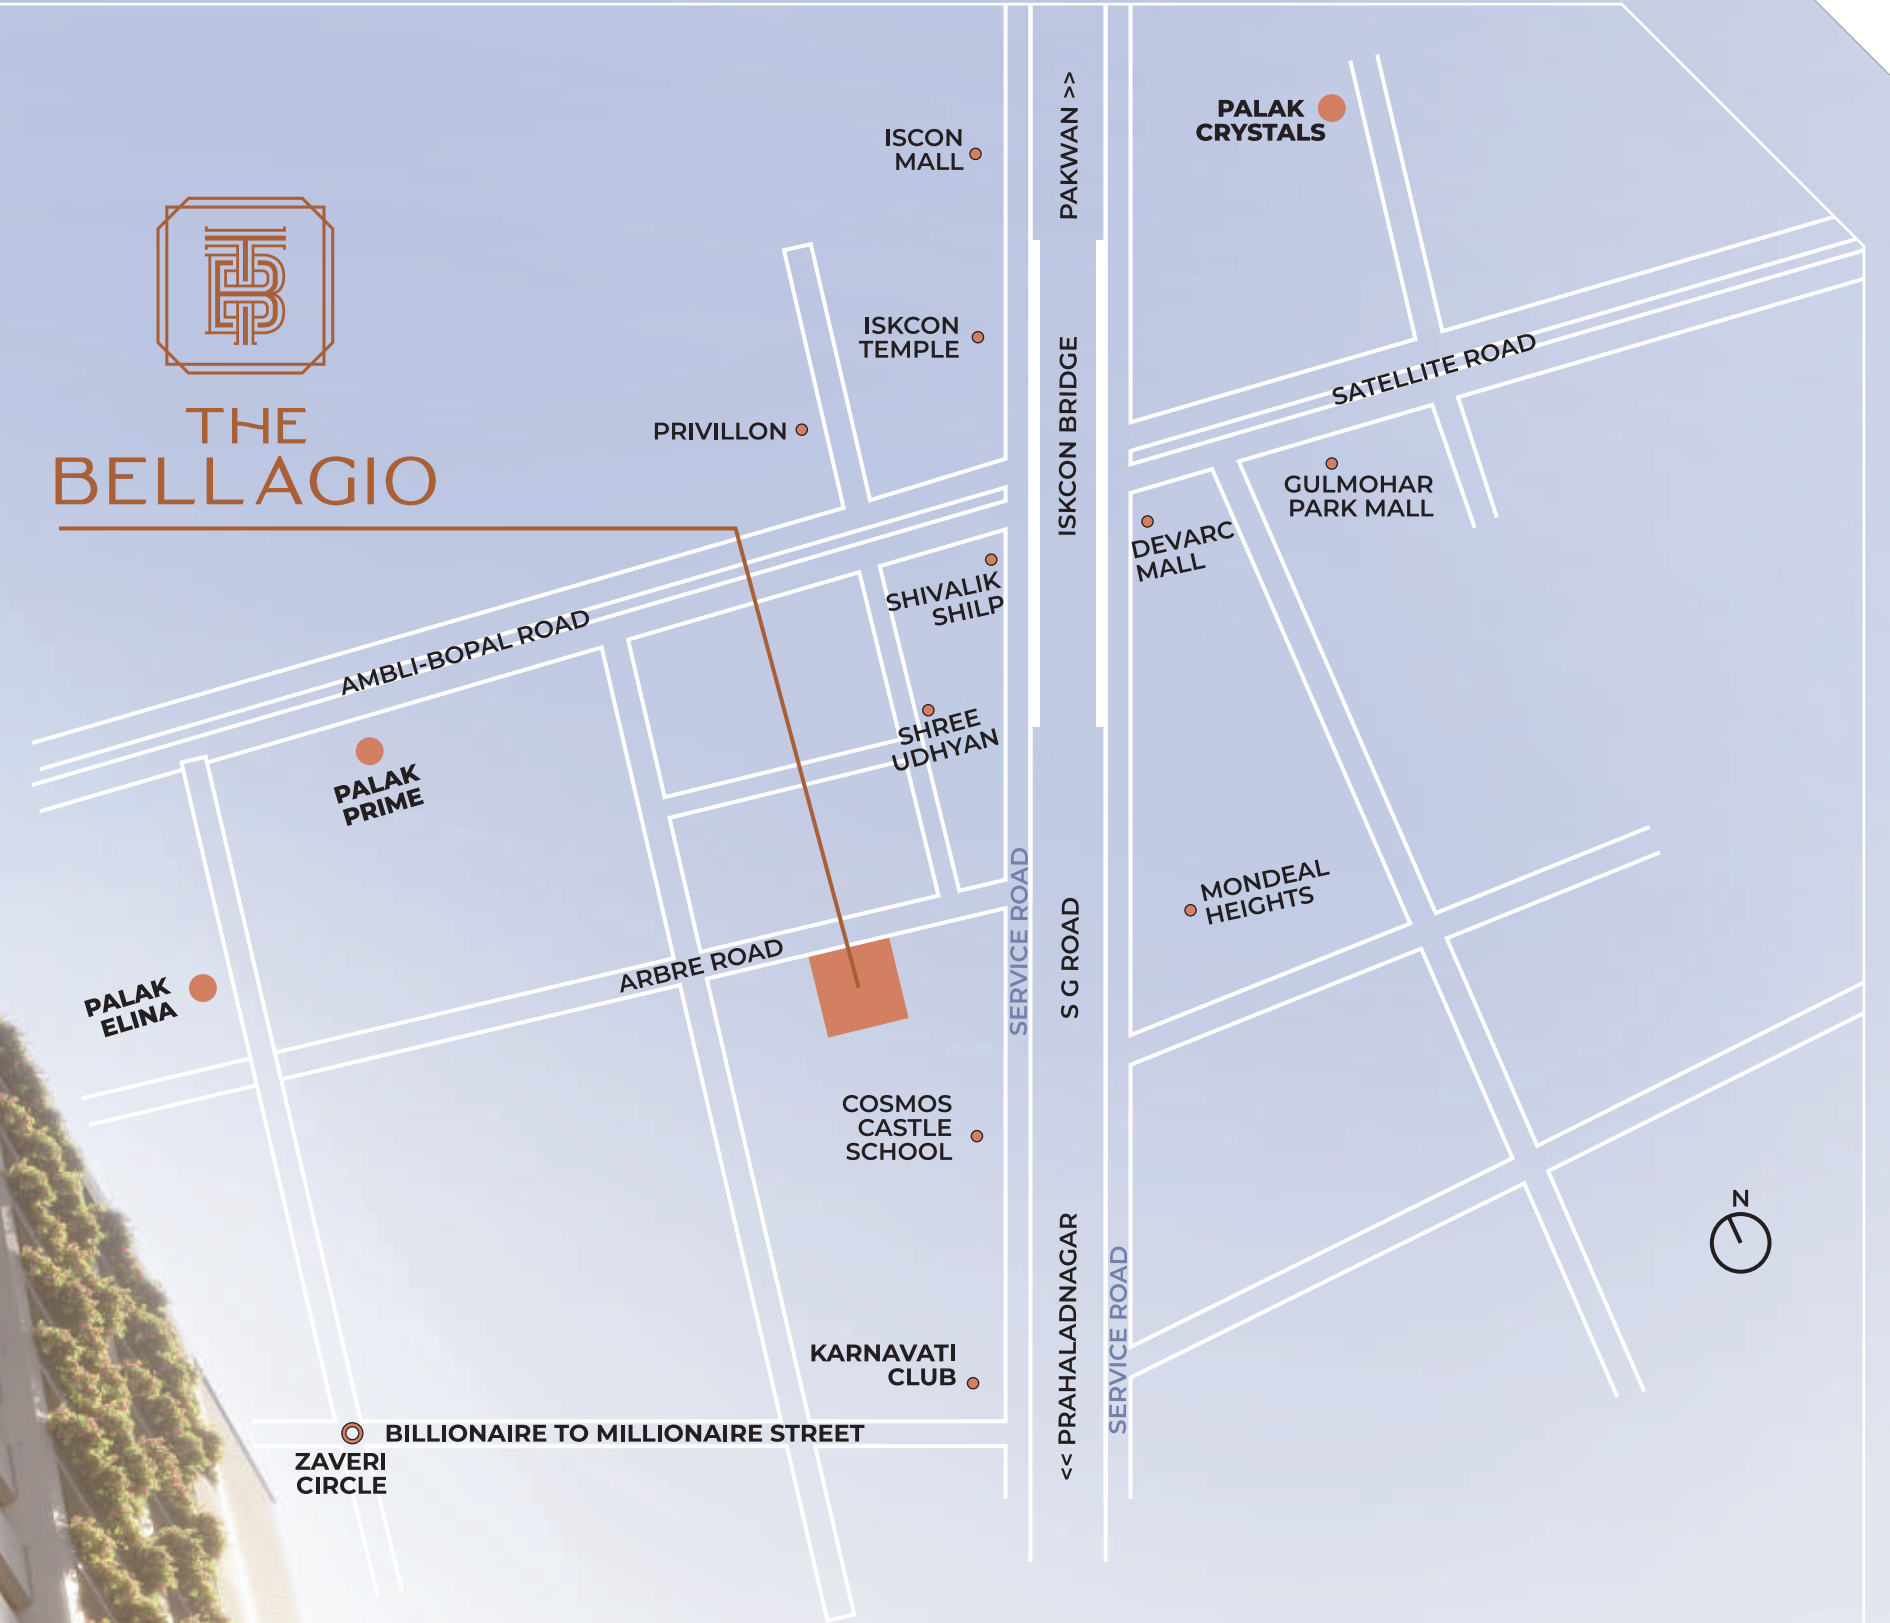 PAKWAN >>
PALAK
CRYSTALS
ISCON
MALL
TB
THE
BELLAGIO
ISKCON
TEMPLE
PRIVILLON
ISKCON BRIDGE
SATELLITE ROAD
GULMOHAR
PARK MALL
DEVARC
MALL
SHIVALIK
SHILP
AMBLI-BOPAL ROAD
SHREE
UDHYAN
PALAK
PRIME
MONDEAL
HEIGHTS
SERVICE ROAD
S G ROAD
ARBRE ROAD
PALAK
ELINA
COSMOS
CASTLE
SCHOOL
N
<< PRAHALADNAGAR
SERVICE ROAD
KARNAVATI
CLUB
BILLIONAIRE TO MILLIONAIRE STREET
ZAVERI
CIRCLE